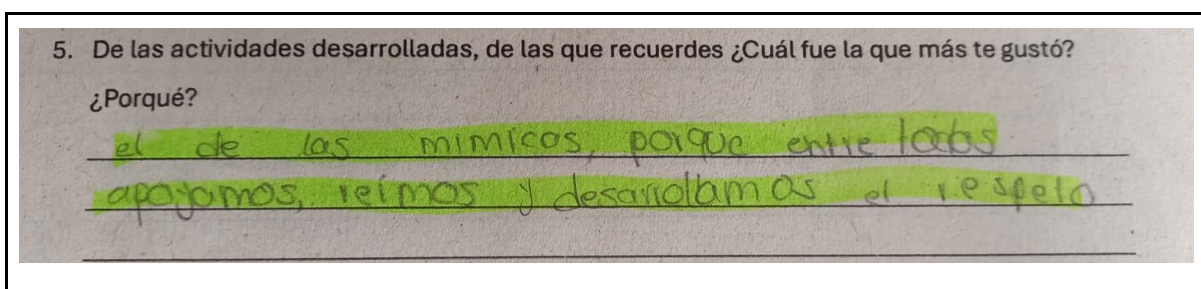 5. De las actividades desarrolladas, de las que recuerdes ¿Cuál fue la que más te gustó?
¿Porqué?
el de las mimicas, porque entre todos
apoyamos, reímos y desarrollamos el respeto